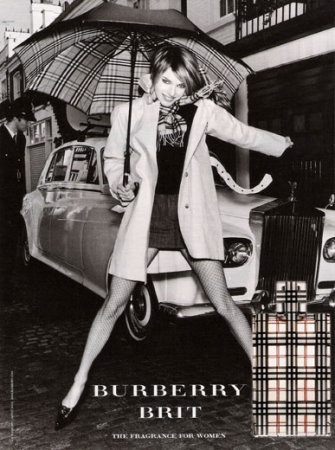 BURBERRY
BRIT
THE FRAGRANCE FOR WOMEN